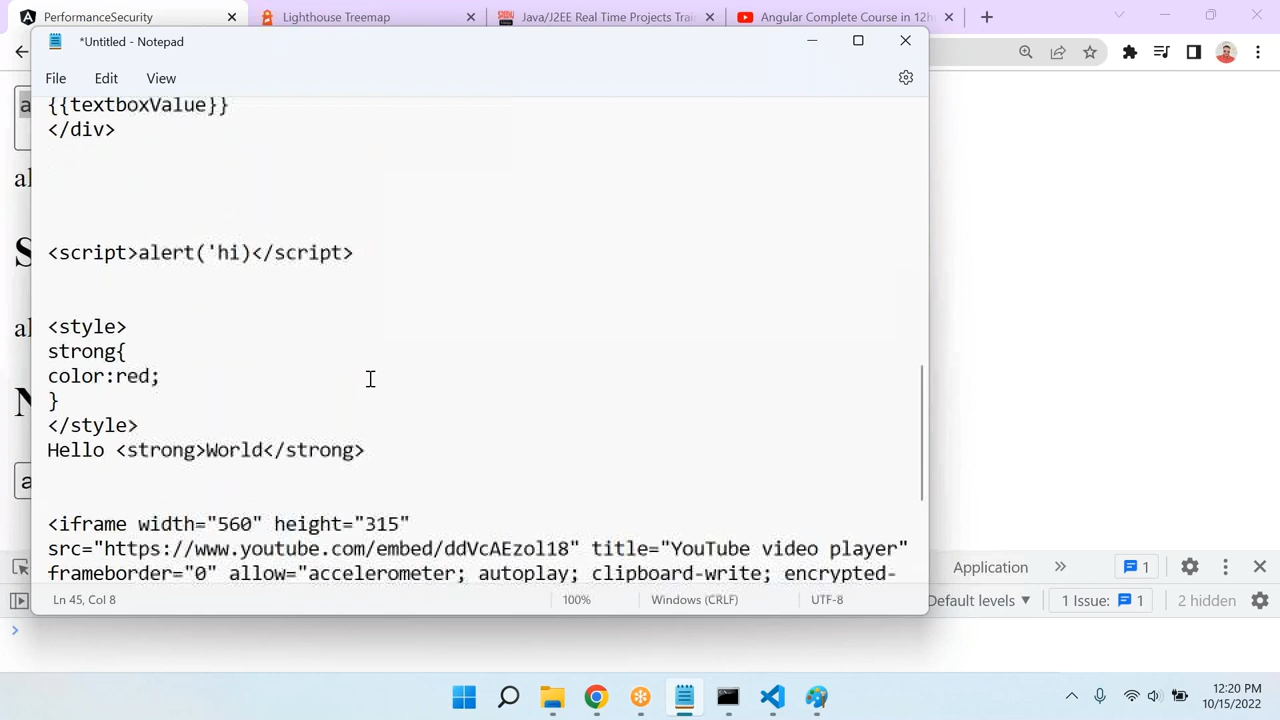 PerformanceSecurity
Lighthouse Treemap
Java/J2EE Real Time Projects Trai
Angular Complete Course in 12h
*Untitled - Notepad
File
Edit
View
{{textboxValue}}
</div>
<script>alert('hi)</script>
<style>
strong{
color:red;
}
</style>
Hello <strong>World</strong>
<iframe width="560" height="315"
src="https://www.youtube.com/embed/ddVcAEzol18" title="YouTube video player"
frameborder="0" allow="accelerometer; autoplay; clipboard-write; encrypted-
Ln 45, Col 8
100%
Windows (CRLF)
UTF-8
Application
1
Default levels
1 Issue:
1
2 hidden
12:20 PM
10/15/2022